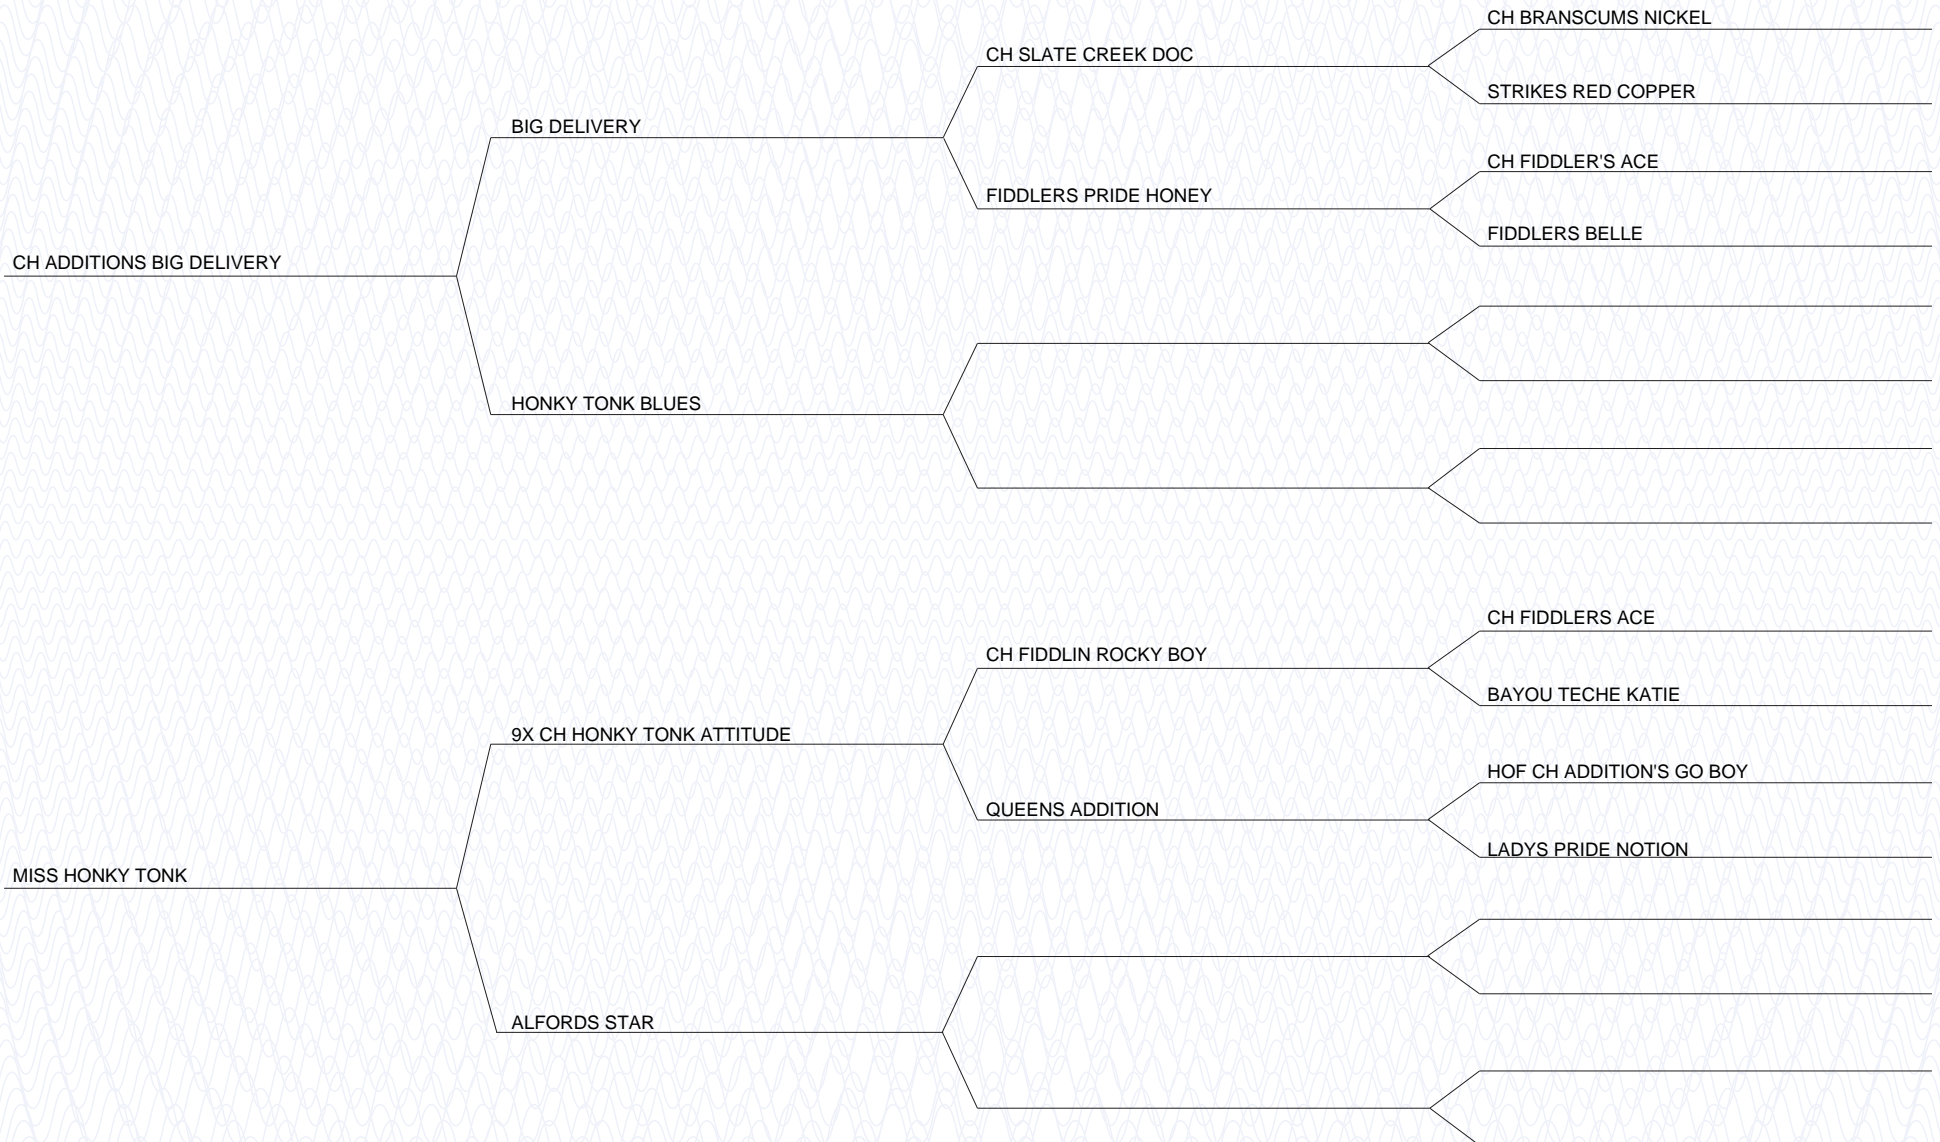 CH BRANSCUMS NICKEL
CH SLATE CREEK DOC
STRIKES RED COPPER
BIG DELIVERY
CH FIDDLER'S ACE
FIDDLERS PRIDE HONEY
FIDDLERS BELLE
CH ADDITIONS BIG DELIVERY
HONKY TONK BLUES
CH FIDDLERS ACE
CH FIDDLIN ROCKY BOY
BAYOU TECHE KATIE
9X CH HONKY TONK ATTITUDE
HOF CH ADDITION'S GO BOY
QUEENS ADDITION
LADYS PRIDE NOTION
MISS HONKY TONK
ALFORDS STAR